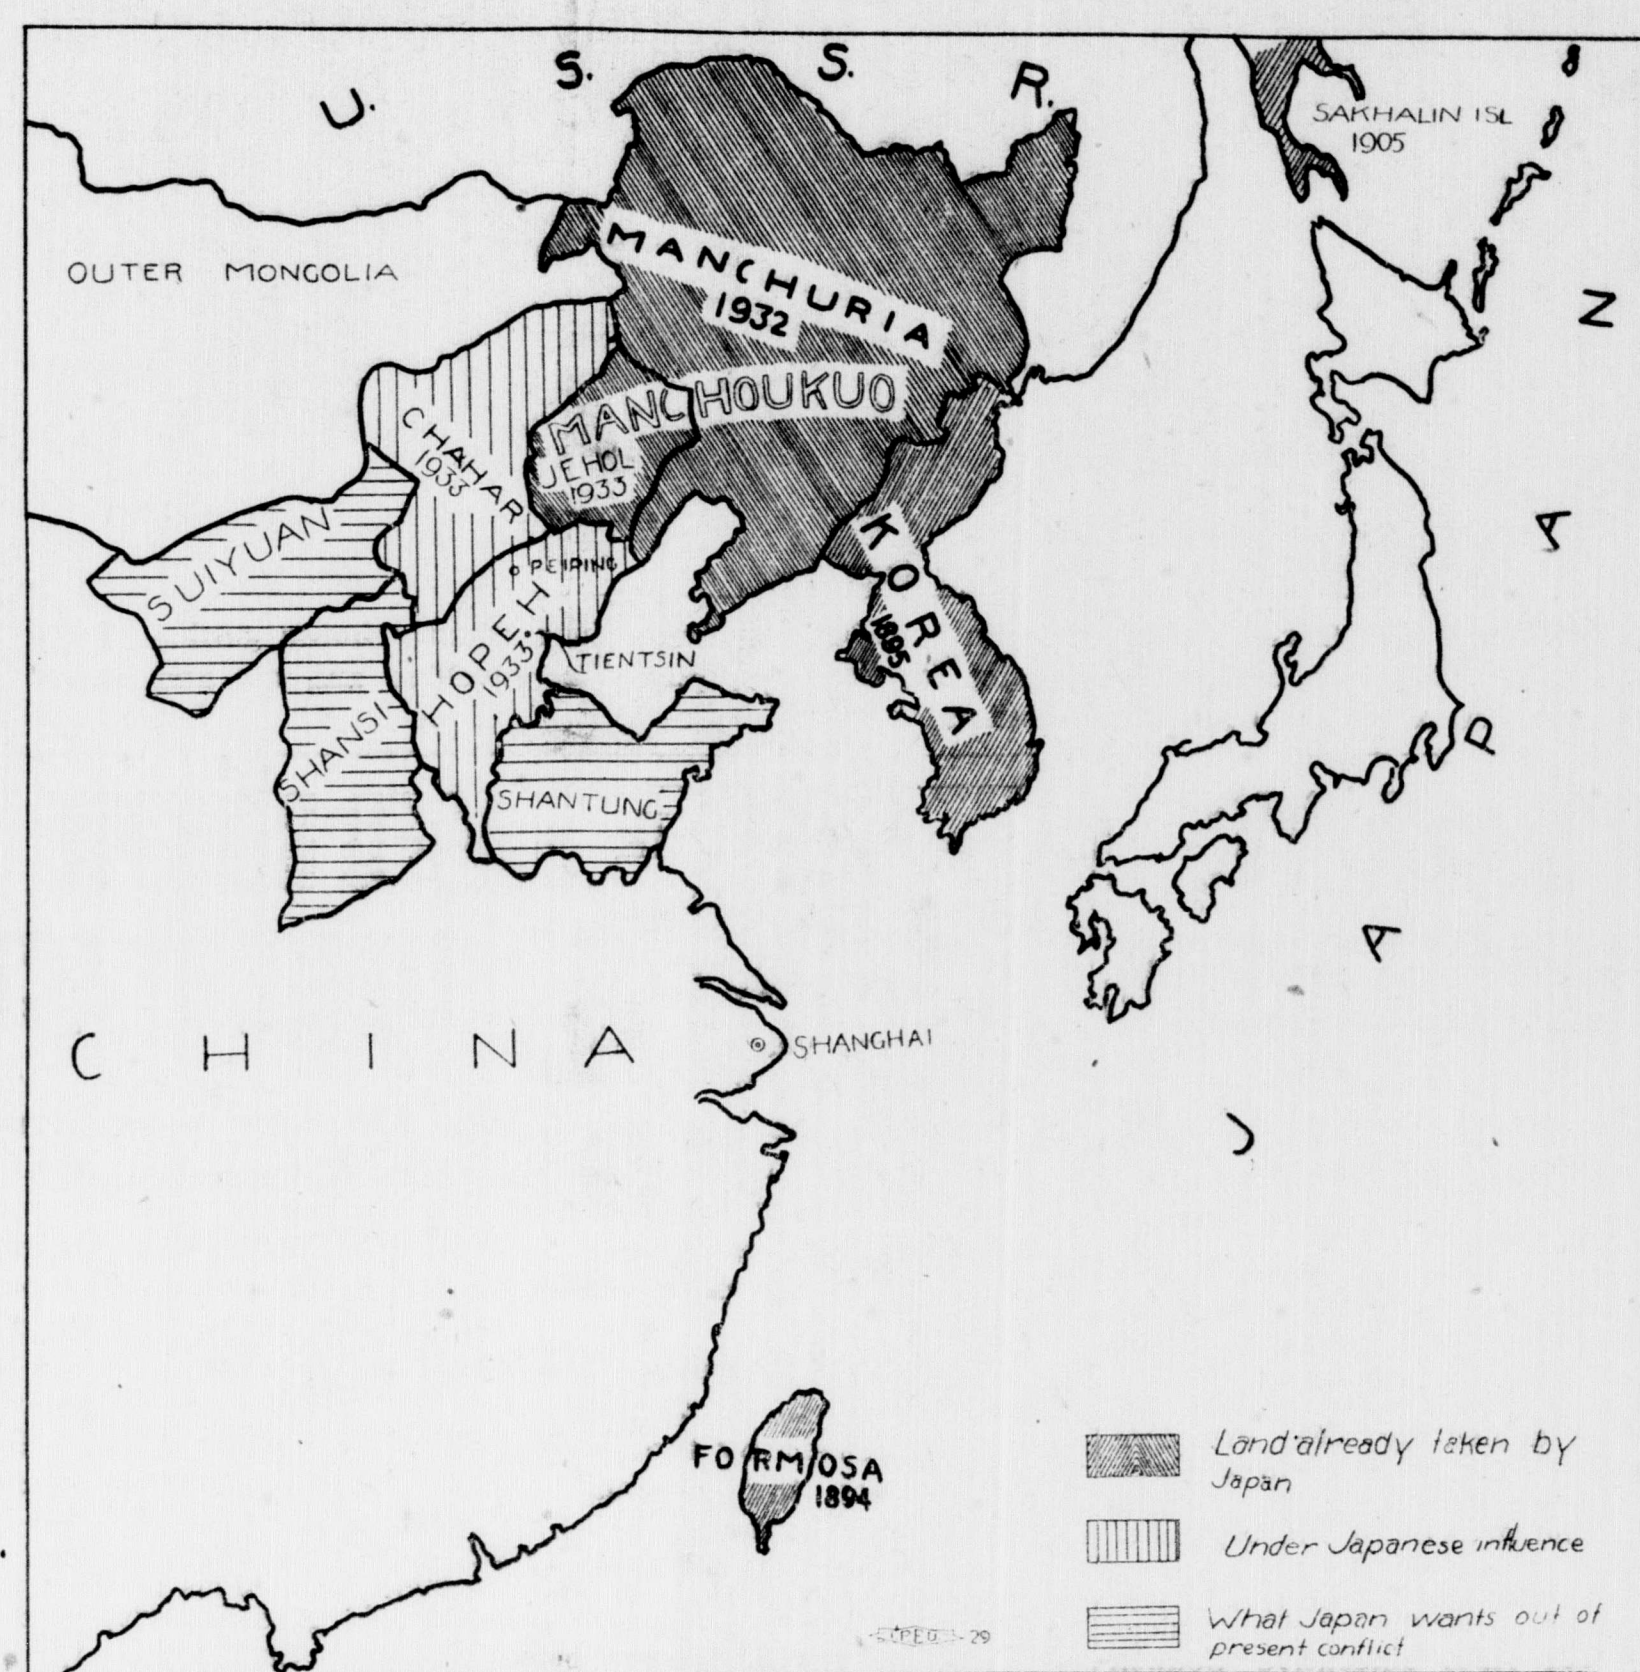 U. S. S. R.
SAKHALIN ISL
1905
OUTER MONGOLIA
MANCHURIA
1932
MANCHOUKUO
JEHOL
1933
CHAHAR
1933
SUIYUAN
PEIPING
HOPEH
1933
TIENTSIN
SHANSI
SHANTUNG
KOREA
1895
JAPAN
CHINA
SHANGHAI
FORMOSA
1894
Land already taken by
Japan
Under Japanese influence
What Japan wants out of
present conflict
29